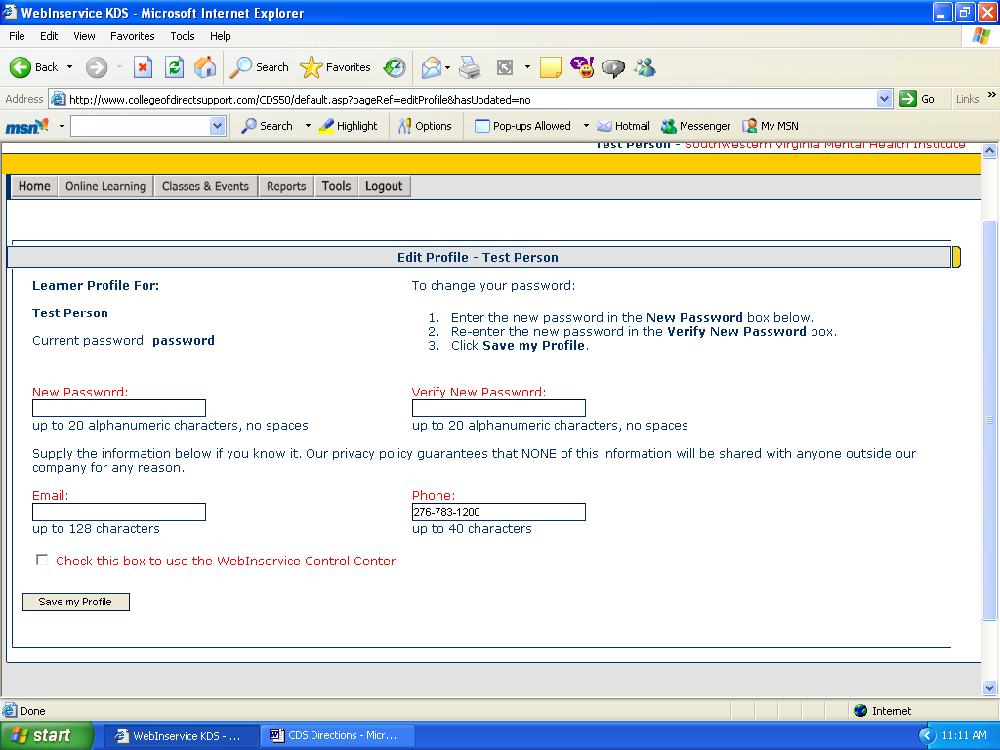 WebInservice KDS - Microsoft Internet Explorer
File Edit View Favorites Tools Help
Back Search Favorites
Address http://www.collegeofdirectsupport.com/CDS50/default.asp?pageRef=editProfile&hasUpdated=no Go Links »
msn Search Highlight Options Pop-ups Allowed Hotmail Messenger My MSN
Test Person - Southwestern Virginia Mental Health Institute
Home Online Learning Classes & Events Reports Tools Logout
Edit Profile - Test Person
Learner Profile For: To change your password:
Test Person
1. Enter the new password in the New Password box below.
2. Re-enter the new password in the Verify New Password box.
Current password: password
3. Click Save my Profile.
New Password: Verify New Password:
up to 20 alphanumeric characters, no spaces up to 20 alphanumeric characters, no spaces
Supply the information below if you know it. Our privacy policy guarantees that NONE of this information will be shared with anyone outside our
company for any reason.
Email: Phone:
276-783-1200
up to 128 characters up to 40 characters
Check this box to use the WebInservice Control Center
Save my Profile
Done Internet
start WebInservice KDS - ... CDS Directions - Micr... 11:11 AM